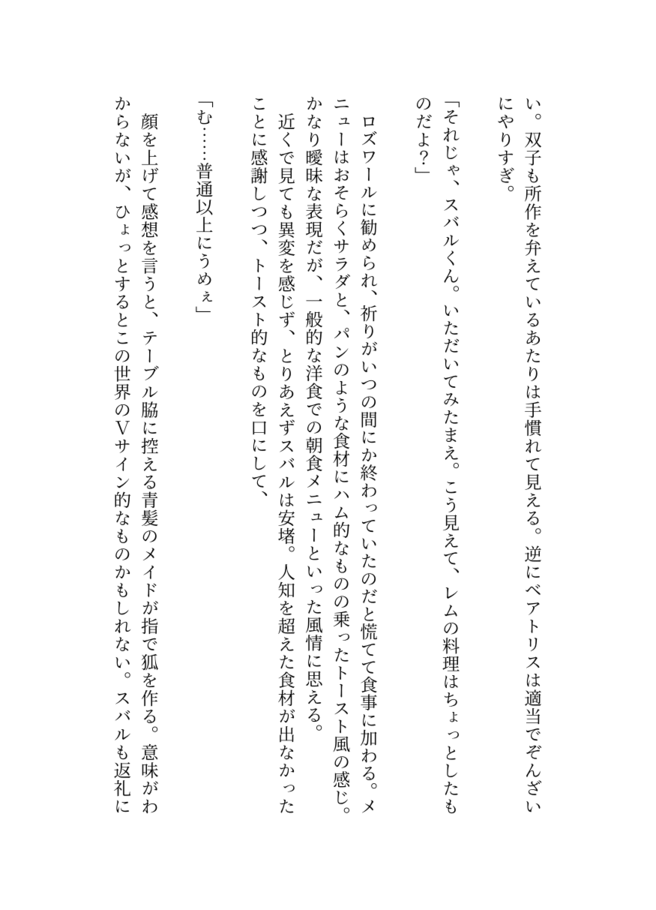 い。双子も所作を弁えているあたりは手慣れて見える。逆にベアトリスは適当でぞんざい
にやりすぎ。
「それじゃ、スバルくん。いただいてみたまえ。こう見えて、レムの料理はちょっとしたも
のだよ？」
ロズワールに勧められ、祈りがいつの間にか終わっていたのだと慌てて食事に加わる。メ
ニューはおそらくサラダと、パンのような食材にハム的なものの乗ったトースト風の感じ。
かなり曖昧な表現だが、一般的な洋食での朝食メニューといった風情に思える。
近くで見ても異変を感じず、とりあえずスバルは安堵。人知を超えた食材が出なかった
ことに感謝しつつ、トースト的なものを口にして、
「む……普通以上にうめぇ」
顔を上げて感想を言うと、テーブル脇に控える青髪のメイドが指で狐を作る。意味がわ
からないが、ひょっとするとこの世界のＶサイン的なものかもしれない。スバルも返礼に